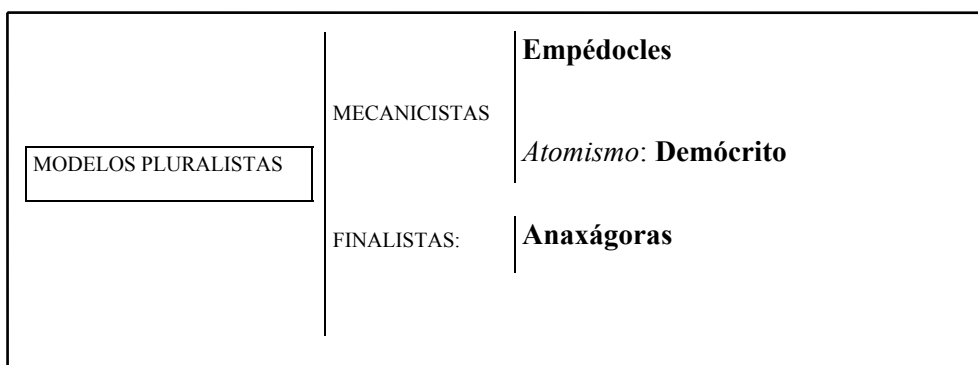 MODELOS PLURALISTAS
MECANICISTAS
Empédocles
Atomismo: Demócrito
FINALISTAS:
Anaxágoras